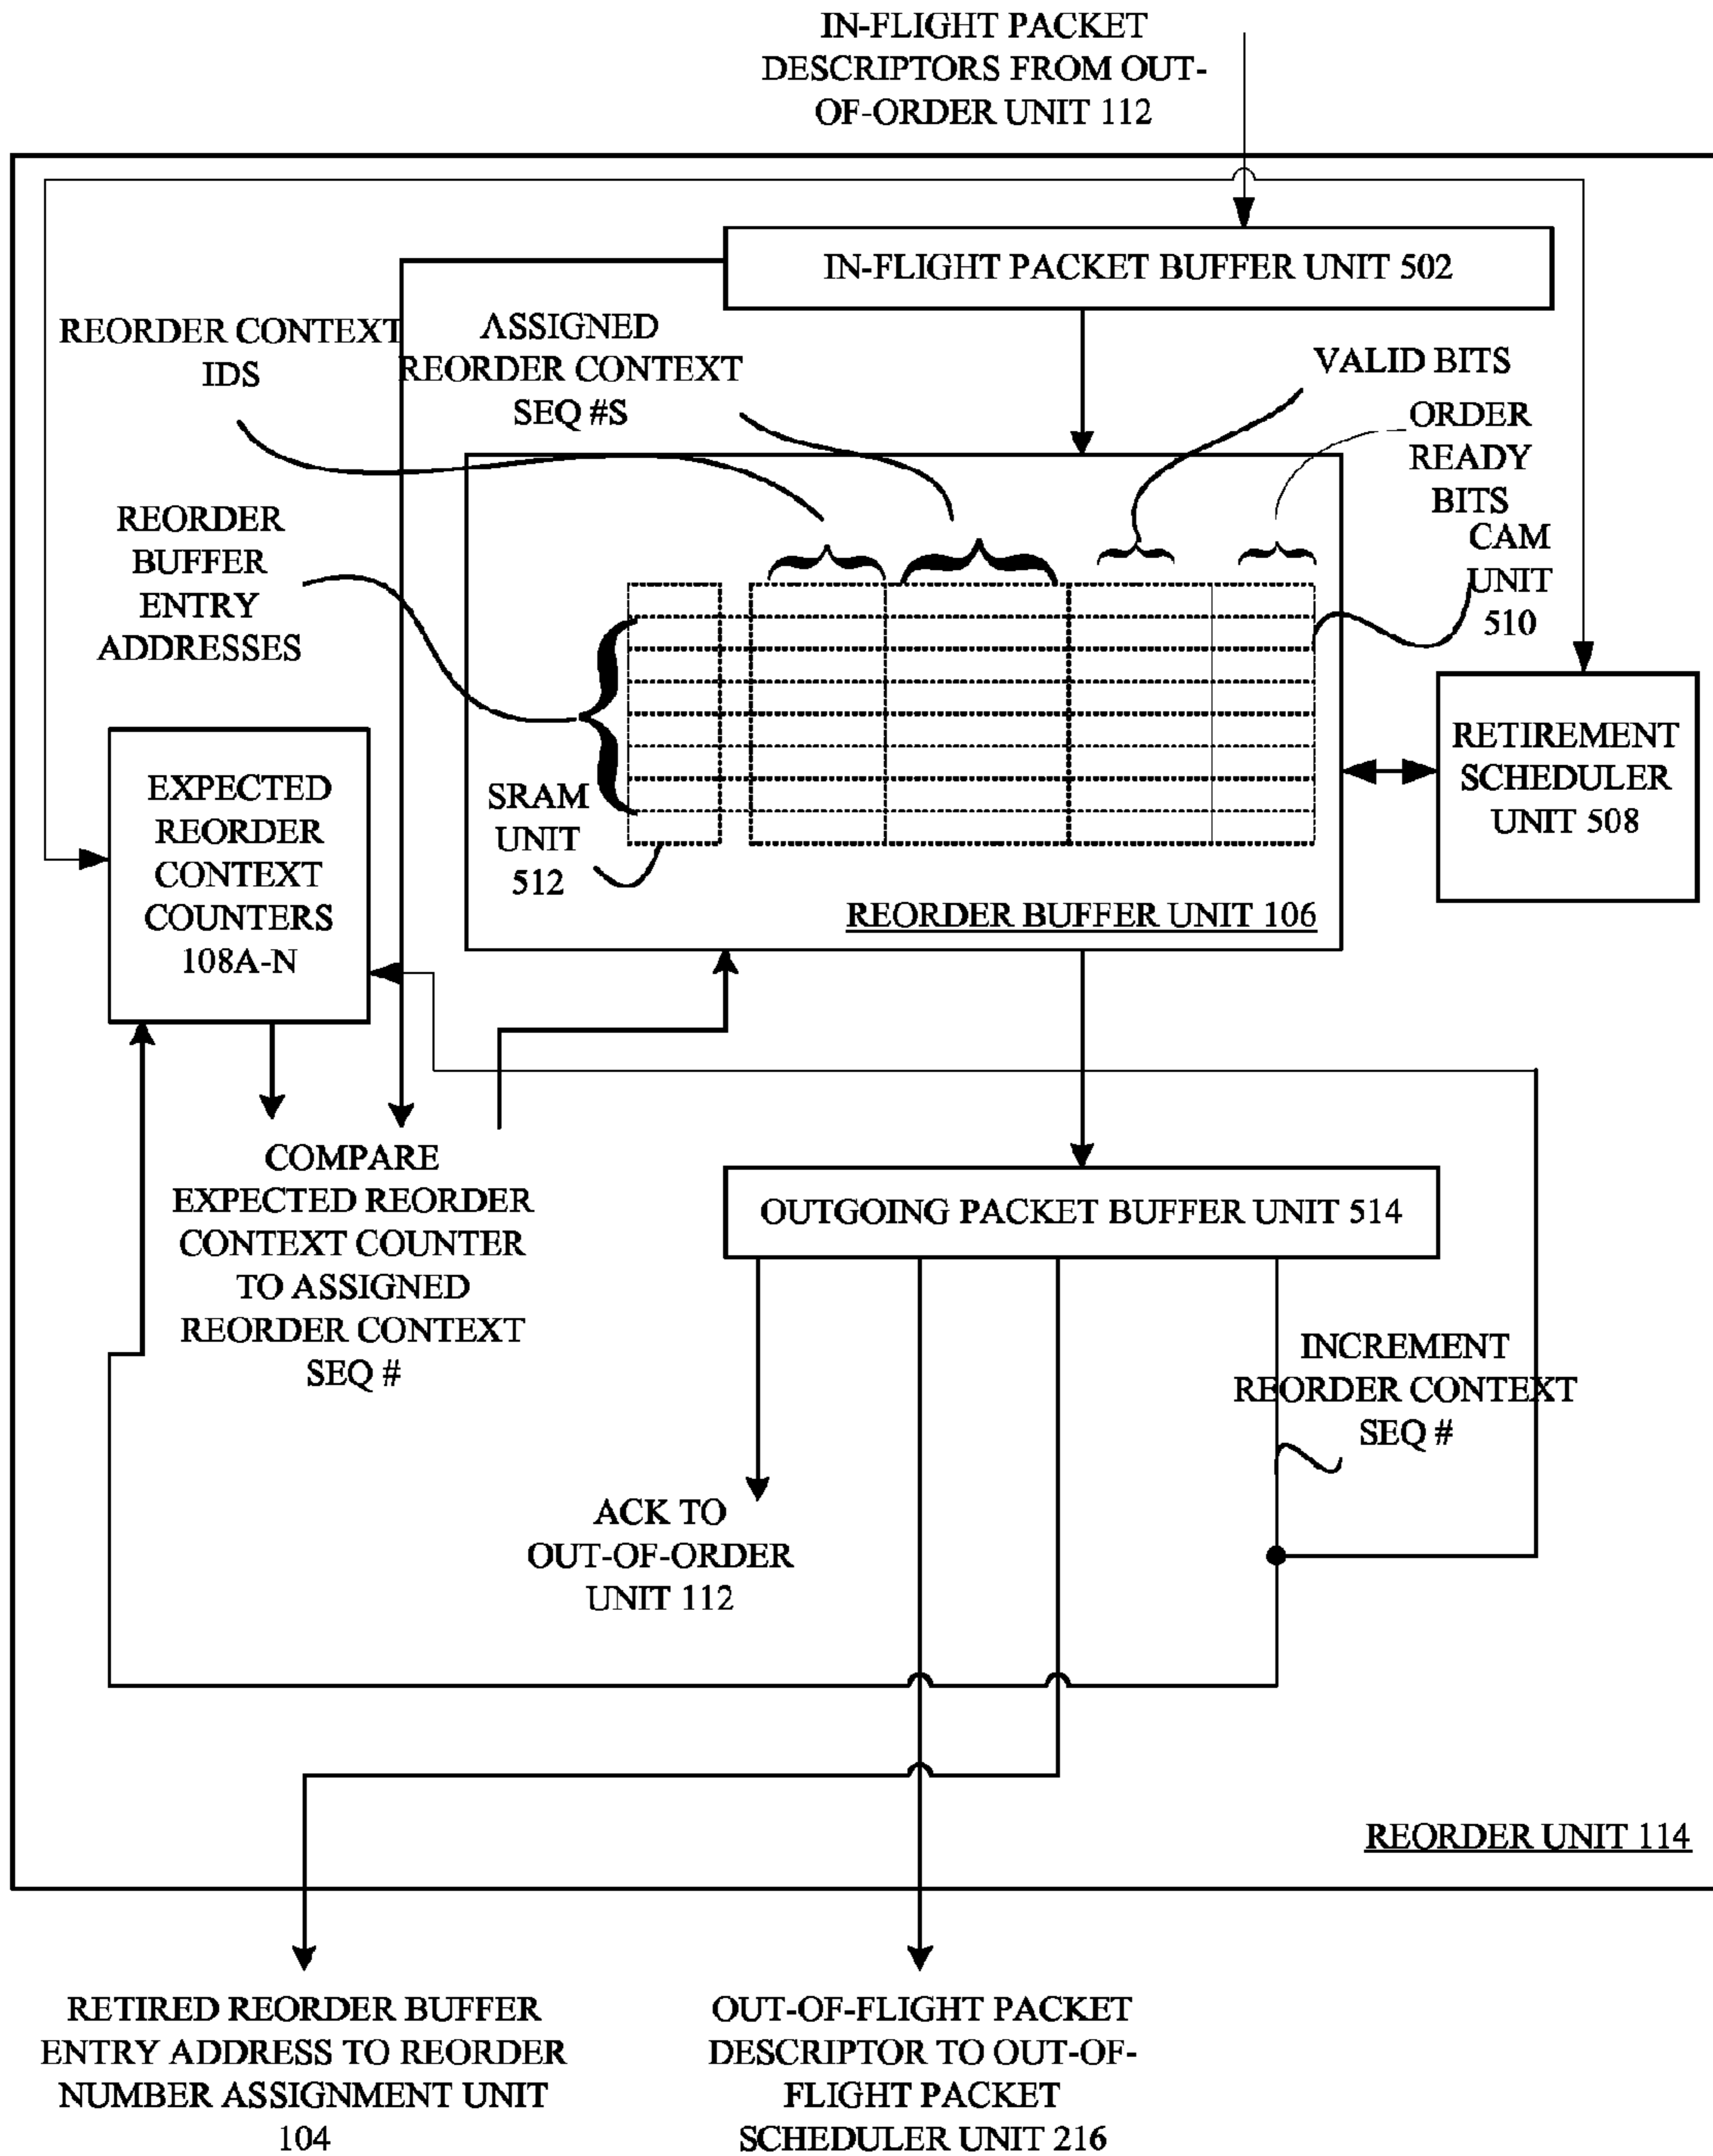 IN-FLIGHT PACKET
DESCRIPTORS FROM OUT-
OF-ORDER UNIT 112
IN-FLIGHT PACKET BUFFER UNIT 502
REORDER CONTEXT
IDS
ASSIGNED
REORDER CONTEXT
SEQ #S
VALID BITS
ORDER
READY
BITS
CAM
UNIT
510
REORDER
BUFFER
ENTRY
ADDRESSES
RETIREMENT
SCHEDULER
UNIT 508
EXPECTED
REORDER
CONTEXT
COUNTERS
108A-N
SRAM
UNIT
512
REORDER BUFFER UNIT 106
COMPARE
EXPECTED REORDER
CONTEXT COUNTER
TO ASSIGNED
REORDER CONTEXT
SEQ #
OUTGOING PACKET BUFFER UNIT 514
INCREMENT
REORDER CONTEXT
SEQ #
ACK TO
OUT-OF-ORDER
UNIT 112
REORDER UNIT 114
RETIRED REORDER BUFFER
ENTRY ADDRESS TO REORDER
NUMBER ASSIGNMENT UNIT
104
OUT-OF-FLIGHT PACKET
DESCRIPTOR TO OUT-OF-
FLIGHT PACKET
SCHEDULER UNIT 216